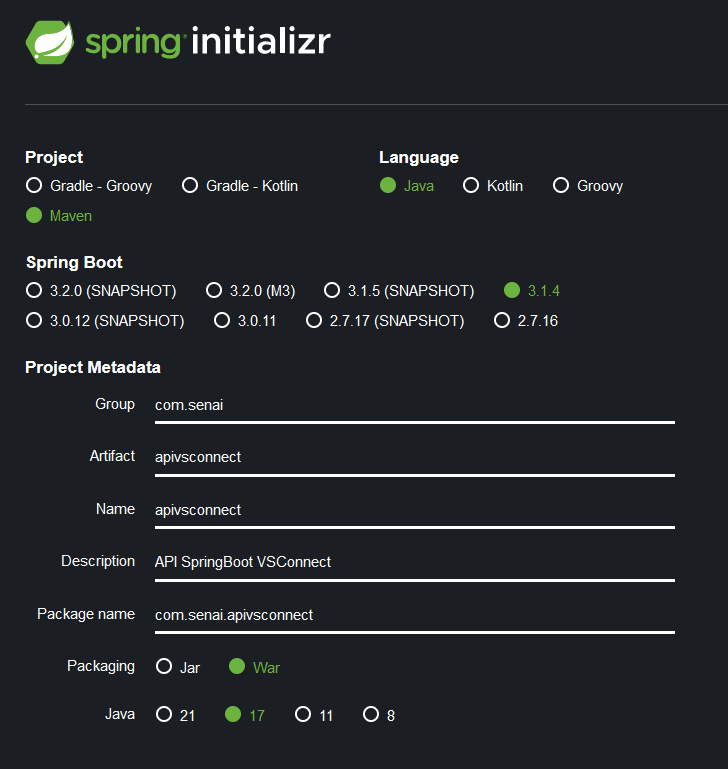 spring initializr
Project
Gradle - Groovy Gradle - Kotlin
Maven
Language
Java Kotlin Groovy
Spring Boot
3.2.0 (SNAPSHOT) 3.2.0 (M3) 3.1.5 (SNAPSHOT) 3.1.4
3.0.12 (SNAPSHOT) 3.0.11 2.7.17 (SNAPSHOT) 2.7.16
Project Metadata
Group com.senai
Artifact apivsconnect
Name apivsconnect
Description API SpringBoot VSConnect
Package name com.senai.apivsconnect
Packaging Jar War
Java 21 17 11 8